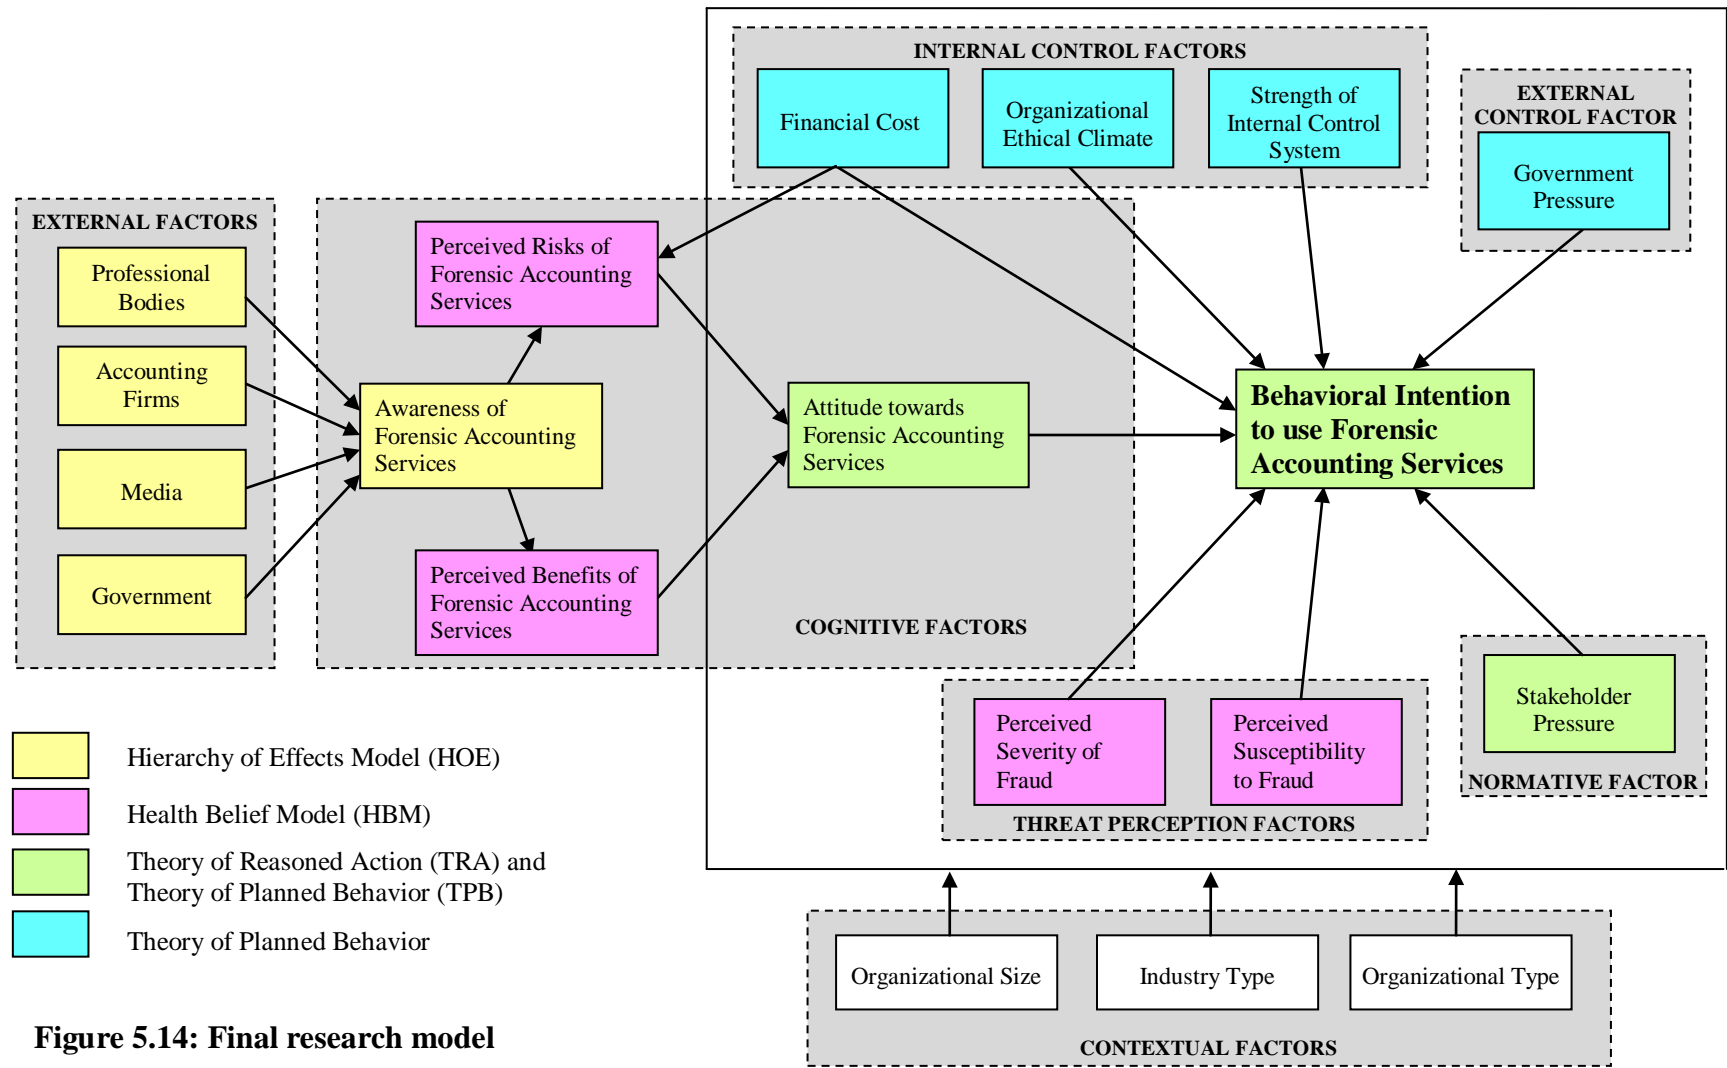 INTERNAL CONTROL FACTORS
Financial Cost
Organizational
Ethical Climate
Strength of
Internal Control
System
EXTERNAL
CONTROL FACTOR
Government
Pressure
EXTERNAL FACTORS
Professional
Bodies
Accounting
Firms
Media
Government
Perceived Risks of
Forensic Accounting
Services
Awareness of
Forensic Accounting
Services
Perceived Benefits of
Forensic Accounting
Services
Attitude towards
Forensic Accounting
Services
COGNITIVE FACTORS
Behavioral Intention
to use Forensic
Accounting Services
Perceived
Severity of
Fraud
Perceived
Susceptibility
to Fraud
THREAT PERCEPTION FACTORS
Stakeholder
Pressure
NORMATIVE FACTOR
Hierarchy of Effects Model (HOE)
Health Belief Model (HBM)
Theory of Reasoned Action (TRA) and
Theory of Planned Behavior (TPB)
Theory of Planned Behavior
Organizational Size
Industry Type
Organizational Type
CONTEXTUAL FACTORS
Figure 5.14: Final research model